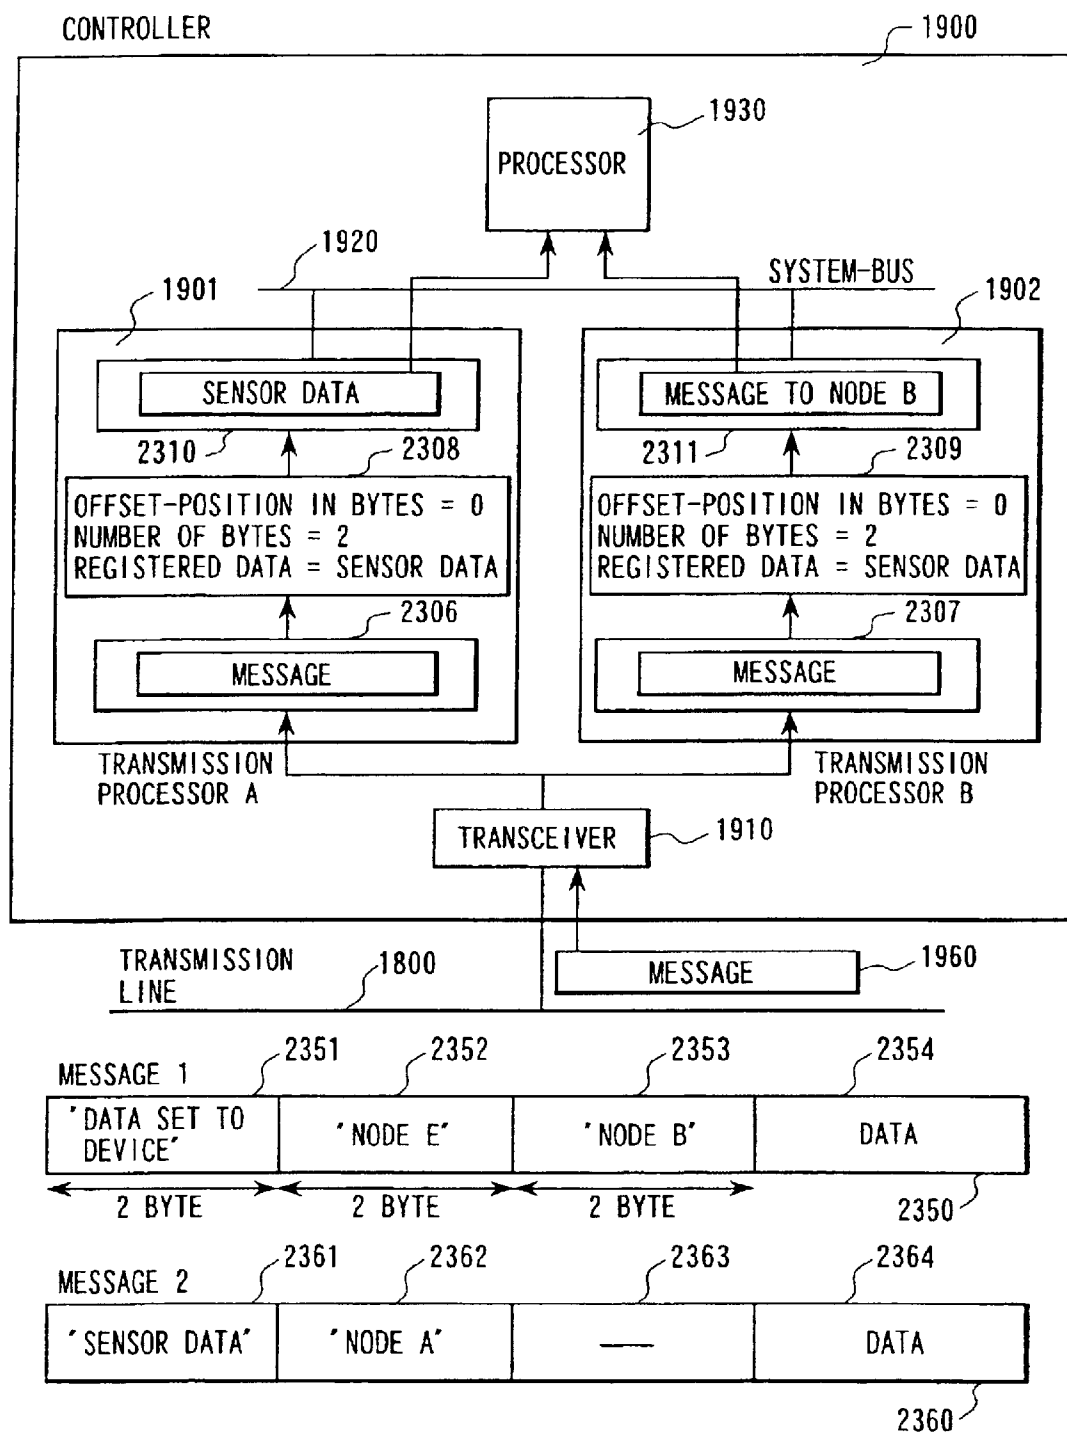 CONTROLLER
1900
1930
PROCESSOR
1920
SYSTEM-BUS
1901
1902
SENSOR DATA
MESSAGE TO NODE B
2310
2308
2311
2309
OFFSET-POSITION IN BYTES = 0
NUMBER OF BYTES = 2
REGISTERED DATA = SENSOR DATA
OFFSET-POSITION IN BYTES = 0
NUMBER OF BYTES = 2
REGISTERED DATA = SENSOR DATA
2306
2307
MESSAGE
MESSAGE
TRANSMISSION
PROCESSOR A
TRANSMISSION
PROCESSOR B
TRANSCEIVER
1910
TRANSMISSION
LINE
1800
MESSAGE
1960
MESSAGE 1
2351
2352
2353
2354
"DATA SET TO
DEVICE"
"NODE E"
"NODE B"
DATA
2 BYTE
2 BYTE
2 BYTE
2350
MESSAGE 2
2361
2362
2363
2364
"SENSOR DATA"
"NODE A"
—
DATA
2360